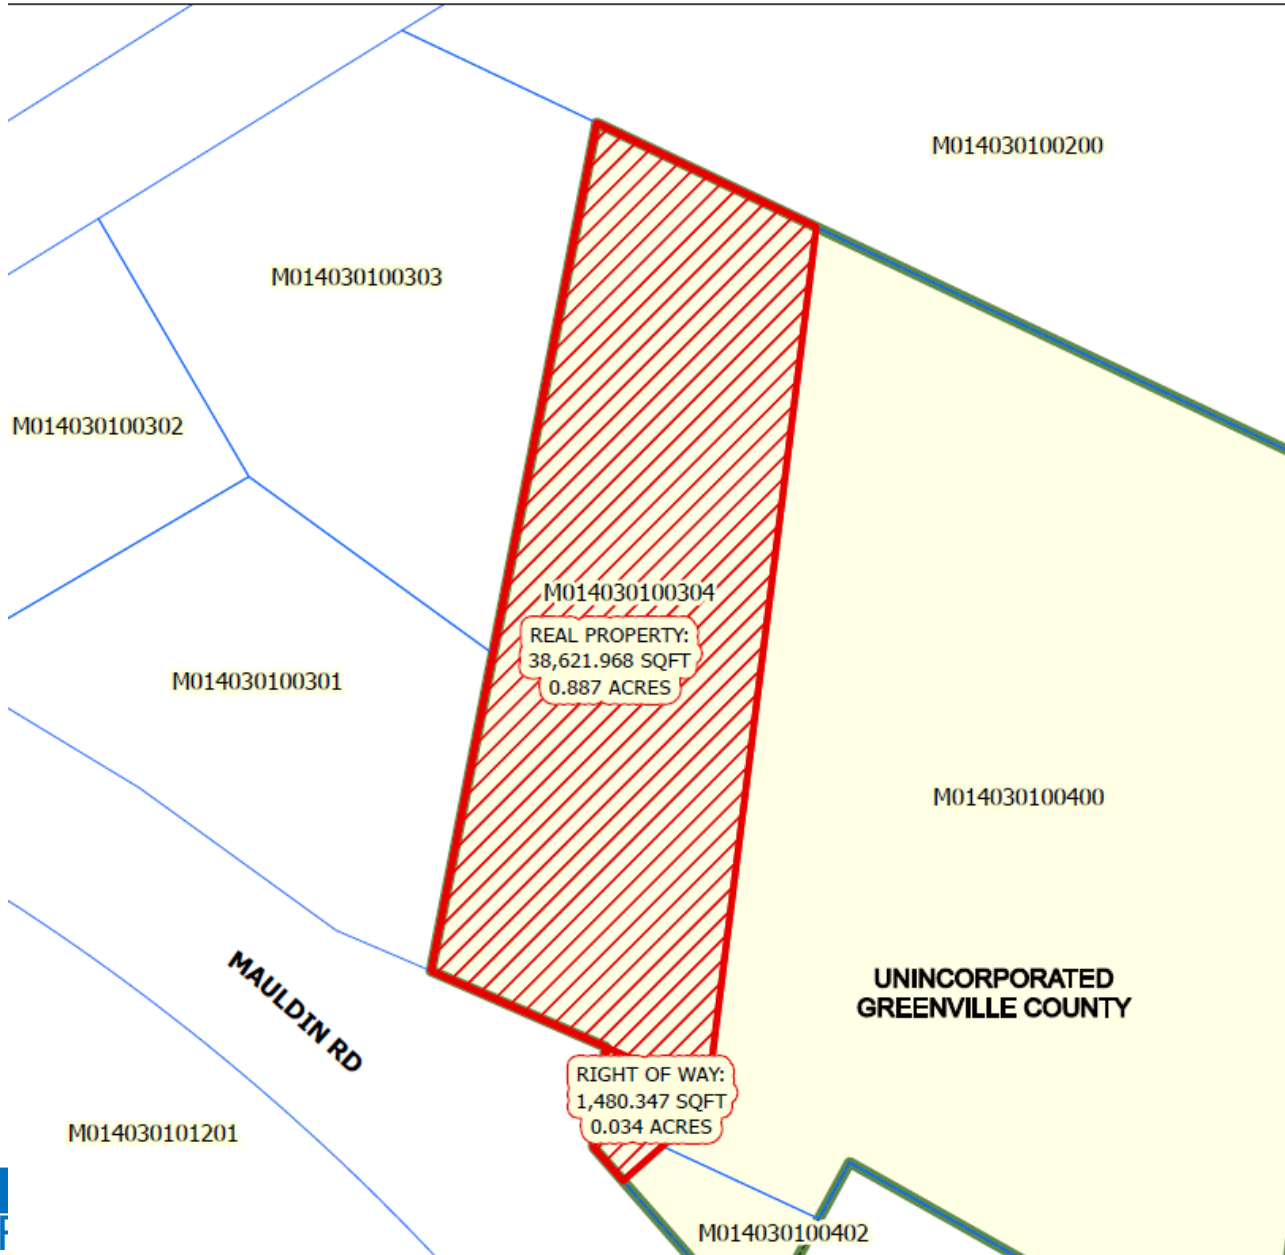 M014030100200
M014030100303
M014030100302
M014030100304
REAL PROPERTY:
38,621.968 SQFT
0.887 ACRES
M014030100301
M014030100400
MAULDIN RD
UNINCORPORATED
GREENVILLE COUNTY
RIGHT OF WAY:
1,480.347 SQFT
0.034 ACRES
M014030101201
M014030100402